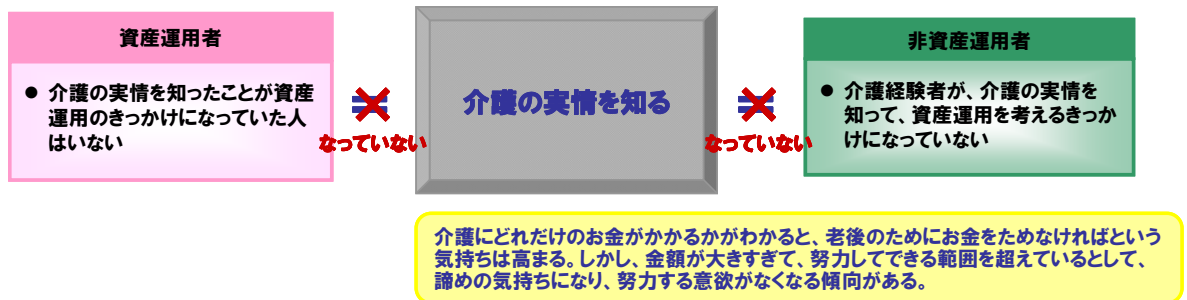 資産運用者
● 介護の実情を知ったことが資産
運用のきっかけになっていた人
はいない
なっていない
介護の実情を知る
なっていない
非資産運用者
● 介護経験者が、介護の実情を
知って、資産運用を考えるきっか
けになっていない
介護にどれだけのお金がかかるかがわかると、老後のためにお金をためなければという
気持ちは高まる。しかし、金額が大きすぎて、努力してできる範囲を超えているとして、
諦めの気持ちになり、努力する意欲がなくなる傾向がある。